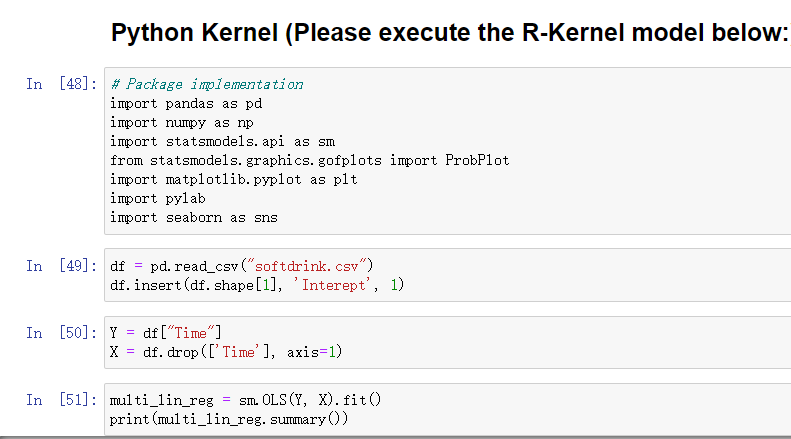 Python Kernel (Please execute the R-Kernel model below:
In [48]: # Package implementation
import pandas as pd
import numpy as np
import statsmodels.api as sm
from statsmodels.graphics.gofplots import ProbPlot
import matplotlib.pyplot as plt
import pylab
import seaborn as sns
In [49]: df = pd.read_csv("softdrink.csv")
df.insert(df.shape[1], 'Interept', 1)
In [50]: Y = df["Time"]
X = df.drop(['Time'], axis=1)
In [51]: multi_lin_reg = sm.OLS(Y, X).fit()
print(multi_lin_reg.summary())